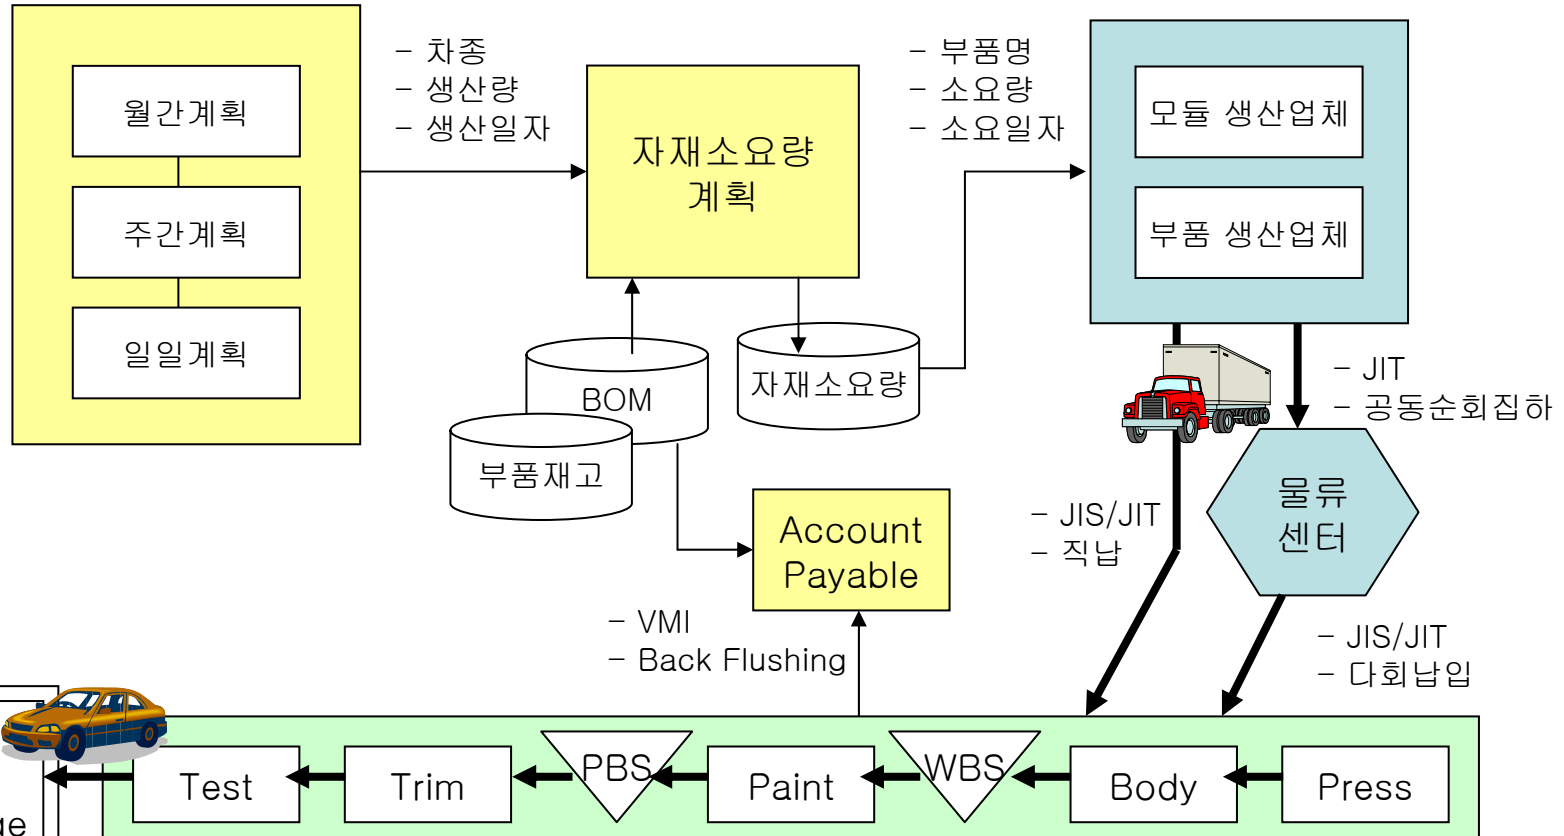 월간계획
주간계획
일일계획
- 차종
- 생산량
- 생산일자
자재소요량
계획
- 부품명
- 소요량
- 소요일자
모듈 생산업체
부품 생산업체
BOM
부품재고
자재소요량
- JIT
- 공동순회집하
물류
센터
- JIS/JIT
- 직납
Account
Payable
- VMI
- Back Flushing
- JIS/JIT
- 다회납입
Test
Trim
PBS
Paint
WBS
Body
Press